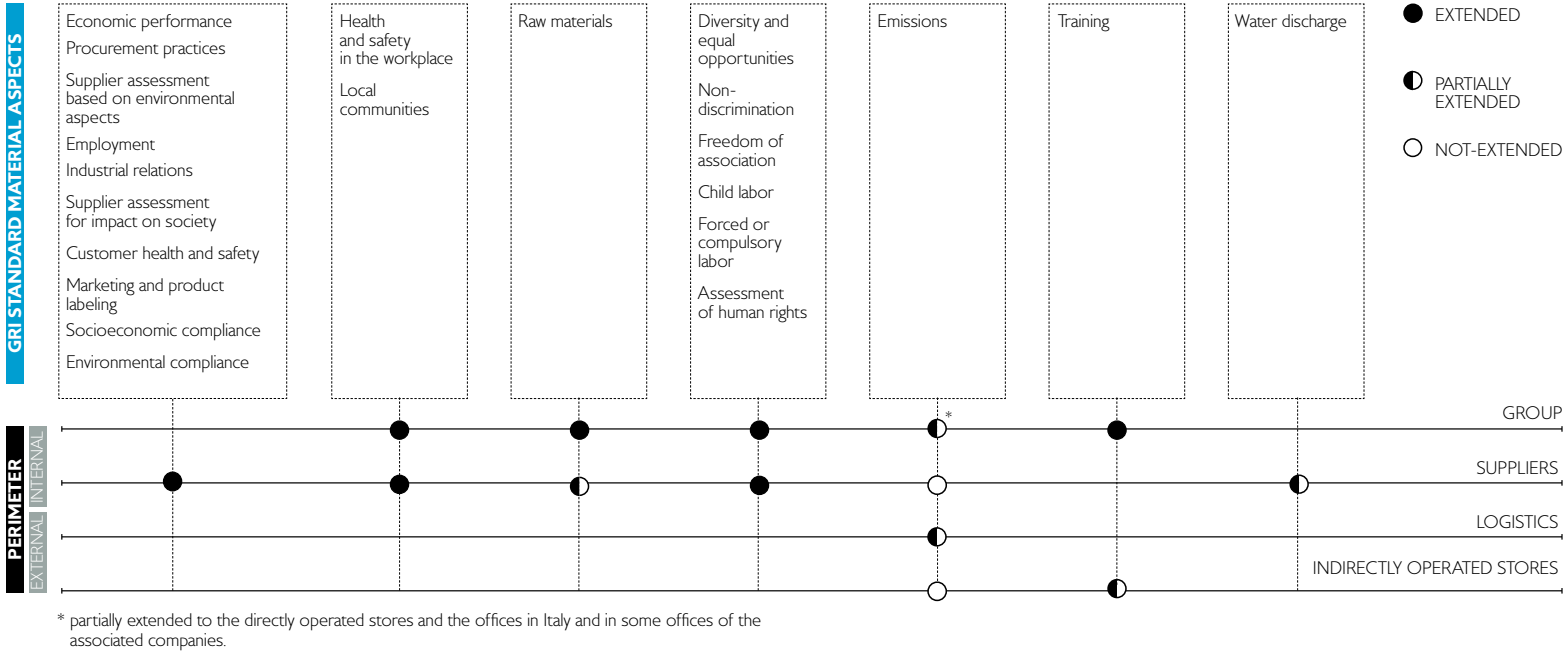 GRI STANDARD MATERIAL ASPECTS
Economic performance
Procurement practices
Supplier assessment
based on environmental
aspects
Employment
Industrial relations
Supplier assessment
for impact on society
Customer health and safety
Marketing and product
labeling
Socioeconomic compliance
Environmental compliance
Health
and safety
in the workplace
Local
communities
Raw materials
Diversity and
equal
opportunities
Non-
discrimination
Freedom of
association
Child labor
Forced or
compulsory
labor
Assessment
of human rights
Emissions
Training
Water discharge
EXTENDED
PARTIALLY
EXTENDED
NOT-EXTENDED
PERIMETER
INTERNAL
EXTERNAL
*
GROUP
SUPPLIERS
LOGISTICS
INDIRECTLY OPERATED STORES
* partially extended to the directly operated stores and the offices in Italy and in some offices of the
associated companies.